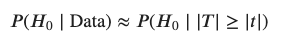 P(H₀ | Data) ≈ P(H₀ | |T| ≥ |t|)